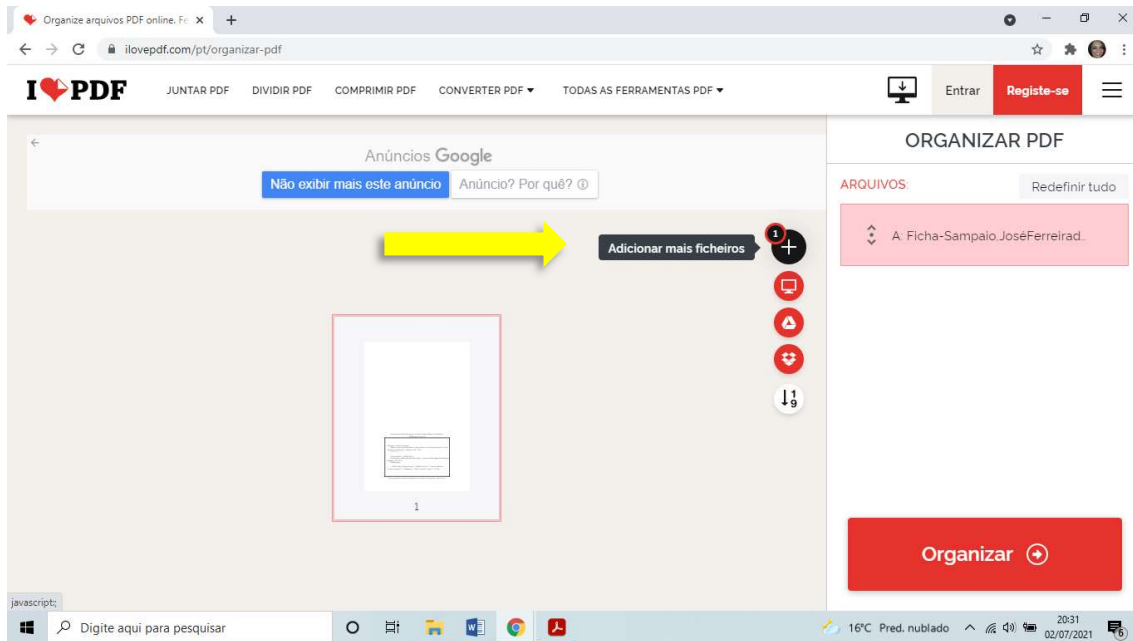 Organize arquivos PDF online. Fe
ilovepdf.com/pt/organizar-pdf
I PDF
JUNTAR PDF DIVIDIR PDF COMPRIMIR PDF CONVERTER PDF TODAS AS FERRAMENTAS PDF
Entrar
Registe-se
Anúncios Google
Não exibir mais este anúncio
Anúncio? Por quê?
ORGANIZAR PDF
ARQUIVOS:
Redefinir tudo
A: Ficha-Sampaio.JoséFerreirad...
1
Adicionar mais ficheiros
1
9
1
Organizar
javascript:;
Digite aqui para pesquisar
16°C Pred. nublado
20:31
02/07/2021
6